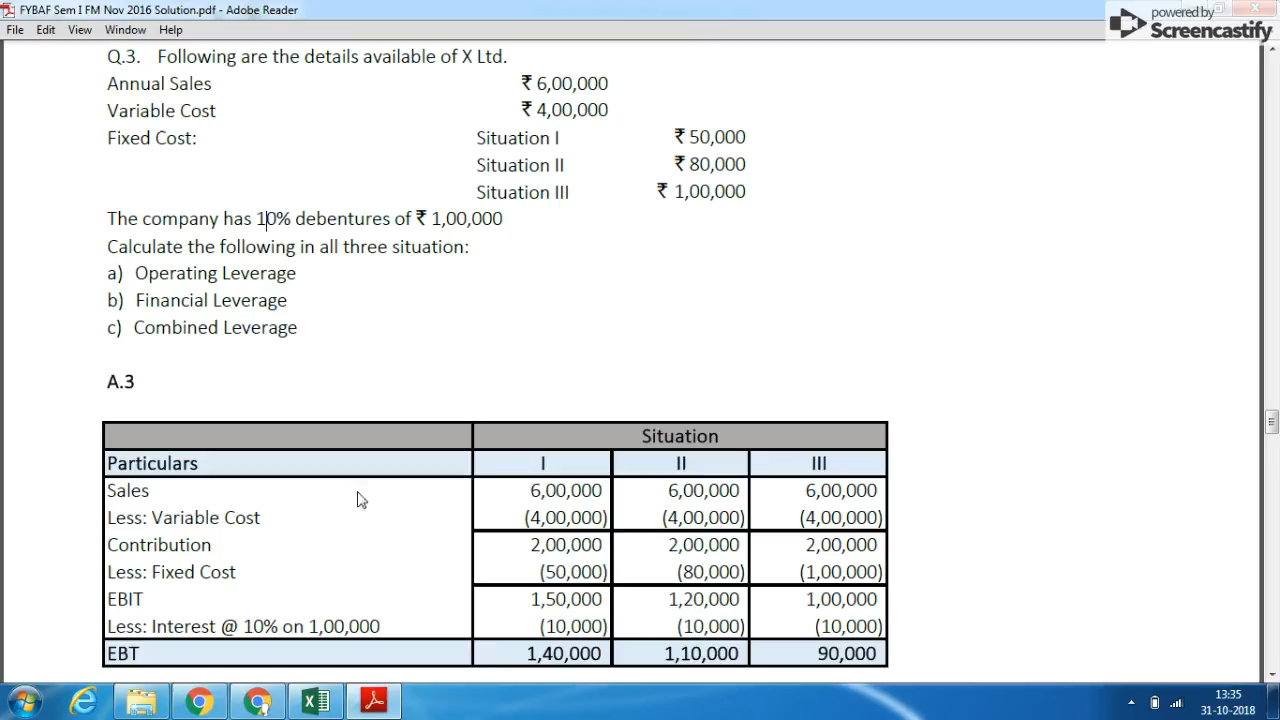 FYBAF Sem I FM Nov 2016 Solution.pdf - Adobe Reader
powered by
Screencastify
File Edit View Window Help
Q.3. Following are the details available of X Ltd.
Annual Sales ₹ 6,00,000
Variable Cost ₹ 4,00,000
Fixed Cost: Situation I ₹ 50,000
Situation II ₹ 80,000
Situation III ₹ 1,00,000
The company has 10% debentures of ₹ 1,00,000
Calculate the following in all three situation:
a) Operating Leverage
b) Financial Leverage
c) Combined Leverage
A.3
Situation
Particulars I II III
Sales 6,00,000 6,00,000 6,00,000
Less: Variable Cost (4,00,000) (4,00,000) (4,00,000)
Contribution 2,00,000 2,00,000 2,00,000
Less: Fixed Cost (50,000) (80,000) (1,00,000)
EBIT 1,50,000 1,20,000 1,00,000
Less: Interest @ 10% on 1,00,000 (10,000) (10,000) (10,000)
EBT 1,40,000 1,10,000 90,000
13:35
31-10-2018